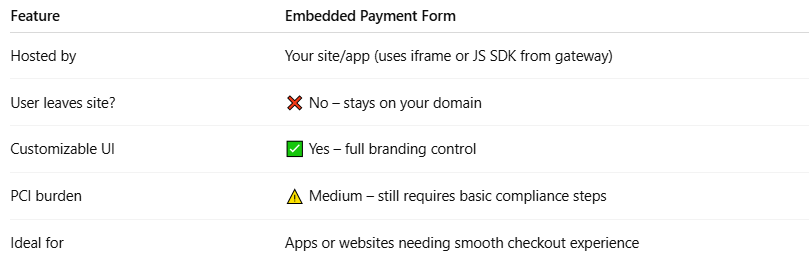 Feature Embedded Payment Form
Hosted by Your site/app (uses iframe or JS SDK from gateway)
User leaves site? ❌ No – stays on your domain
Customizable UI ✅ Yes – full branding control
PCI burden ⚠️ Medium – still requires basic compliance steps
Ideal for Apps or websites needing smooth checkout experience